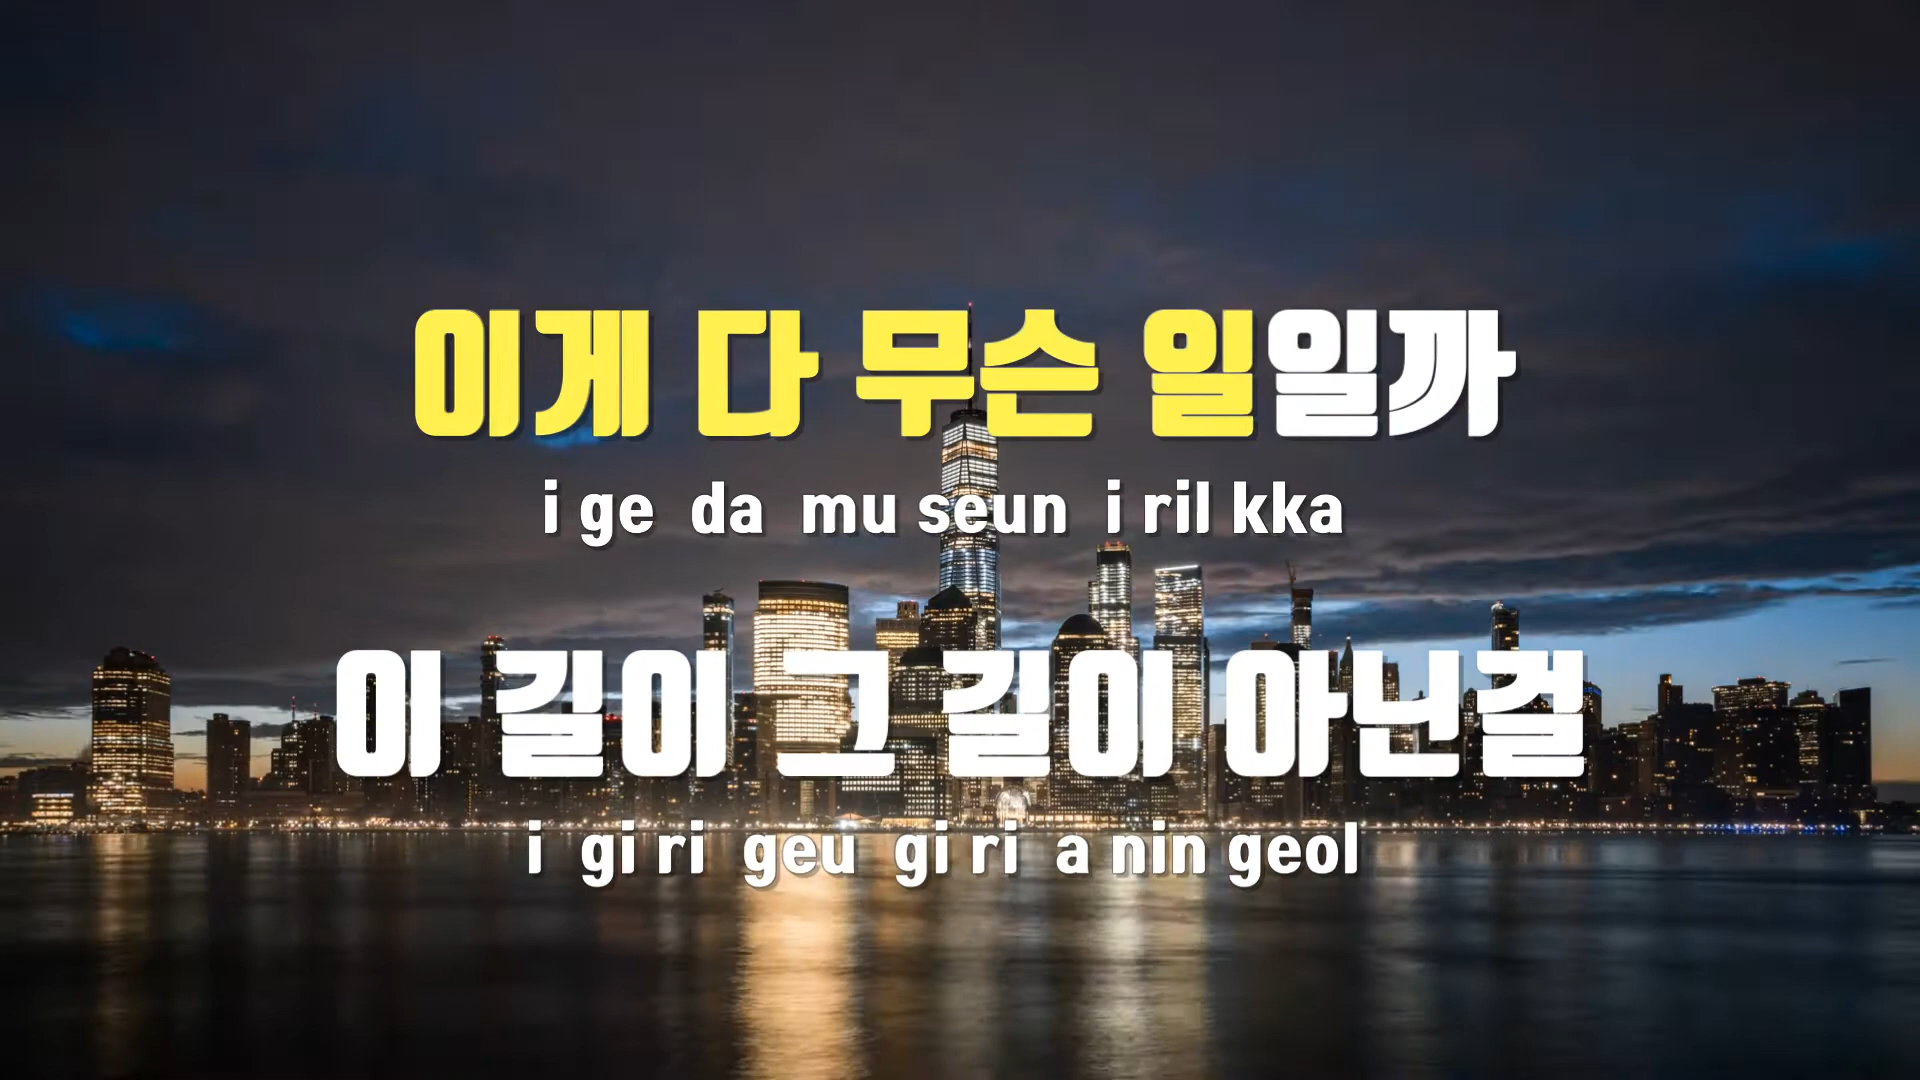 이게 다 무슨 일일까
i ge da mu seun i ril kka
이 길이 그 길이 아닌걸
i gi ri geu gi ri a nin geol